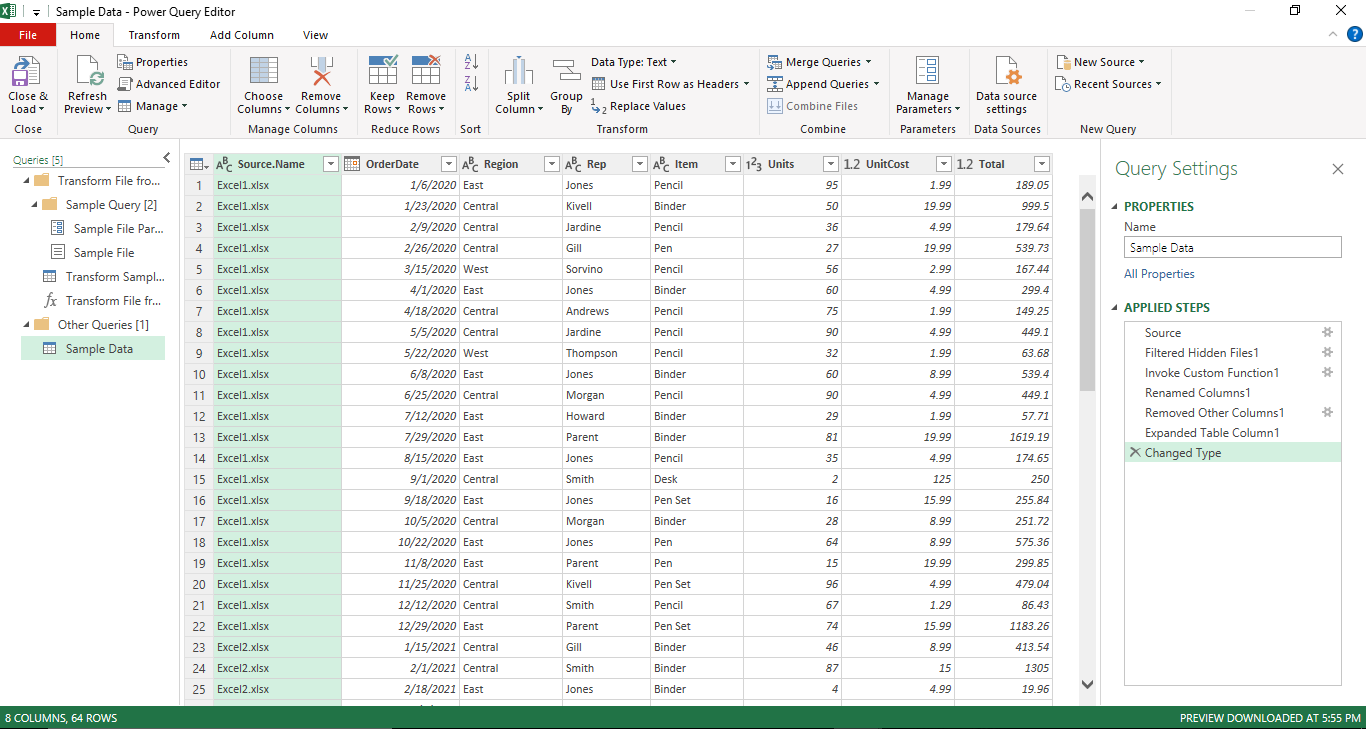 Sample Data - Power Query Editor
File Home Transform Add Column View
Close & Load
Close
Refresh Preview
Properties
Advanced Editor
Manage
Query
Choose Columns
Remove Columns
Manage Columns
Keep Rows
Remove Rows
Reduce Rows
Sort
Split Column
Group By
Data Type: Text
Use First Row as Headers
Replace Values
Transform
Merge Queries
Append Queries
Combine Files
Combine
Manage Parameters
Parameters
Data source settings
Data Sources
New Source
Recent Sources
New Query
Queries [5]
Transform File fro...
Sample Query [2]
Sample File Par...
Sample File
Transform Sampl...
fx Transform File fr...
Other Queries [1]
Sample Data
ABC Source.Name OrderDate ABC Region ABC Rep ABC Item 123 Units 1.2 UnitCost 1.2 Total
1 Excel1.xlsx 1/6/2020 East Jones Pencil 95 1.99 189.05
2 Excel1.xlsx 1/23/2020 Central Kivell Binder 50 19.99 999.5
3 Excel1.xlsx 2/9/2020 Central Jardine Pencil 36 4.99 179.64
4 Excel1.xlsx 2/26/2020 Central Gill Pen 27 19.99 539.73
5 Excel1.xlsx 3/15/2020 West Sorvino Pencil 56 2.99 167.44
6 Excel1.xlsx 4/1/2020 East Jones Binder 60 4.99 299.4
7 Excel1.xlsx 4/18/2020 Central Andrews Pencil 75 1.99 149.25
8 Excel1.xlsx 5/5/2020 Central Jardine Pencil 90 4.99 449.1
9 Excel1.xlsx 5/22/2020 West Thompson Pencil 32 1.99 63.68
10 Excel1.xlsx 6/8/2020 East Jones Binder 60 8.99 539.4
11 Excel1.xlsx 6/25/2020 Central Morgan Pencil 90 4.99 449.1
12 Excel1.xlsx 7/12/2020 East Howard Binder 29 1.99 57.71
13 Excel1.xlsx 7/29/2020 East Parent Binder 81 19.99 1619.19
14 Excel1.xlsx 8/15/2020 East Jones Pencil 35 4.99 174.65
15 Excel1.xlsx 9/1/2020 Central Smith Desk 2 125 250
16 Excel1.xlsx 9/18/2020 East Jones Pen Set 16 15.99 255.84
17 Excel1.xlsx 10/5/2020 Central Morgan Binder 28 8.99 251.72
18 Excel1.xlsx 10/22/2020 East Jones Pen 64 8.99 575.36
19 Excel1.xlsx 11/8/2020 East Parent Pen 15 19.99 299.85
20 Excel1.xlsx 11/25/2020 Central Kivell Pen Set 96 4.99 479.04
21 Excel1.xlsx 12/12/2020 Central Smith Pencil 67 1.29 86.43
22 Excel1.xlsx 12/29/2020 East Parent Pen Set 74 15.99 1183.26
23 Excel2.xlsx 1/15/2021 Central Gill Binder 46 8.99 413.54
24 Excel2.xlsx 2/1/2021 Central Smith Binder 87 15 1305
25 Excel2.xlsx 2/18/2021 East Jones Binder 4 4.99 19.96
Query Settings
PROPERTIES
Name
Sample Data
All Properties
APPLIED STEPS
Source
Filtered Hidden Files1
Invoke Custom Function1
Renamed Columns1
Removed Other Columns1
Expanded Table Column1
Changed Type
8 COLUMNS, 64 ROWS
PREVIEW DOWNLOADED AT 5:55 PM